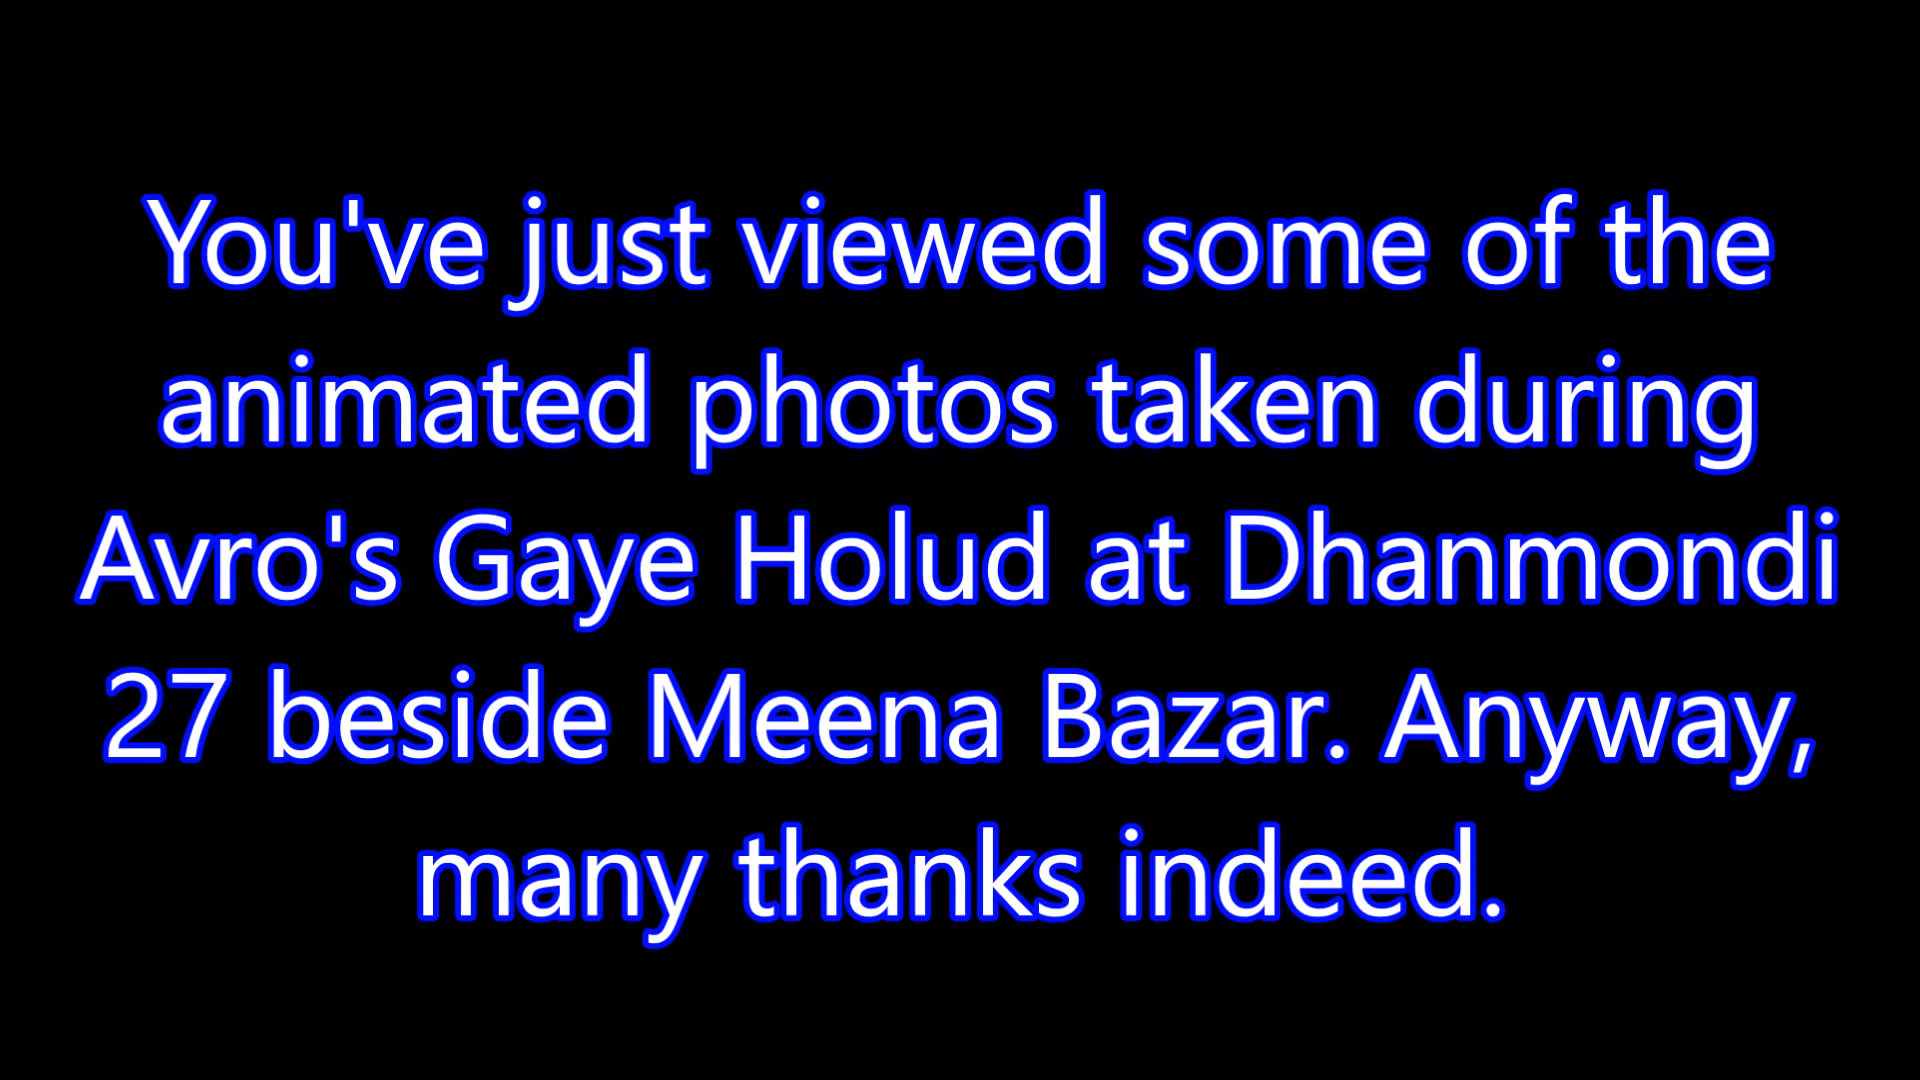 You've just viewed some of the
animated photos taken during
Avro's Gaye Holud at Dhanmondi
27 beside Meena Bazar. Anyway,
many thanks indeed.